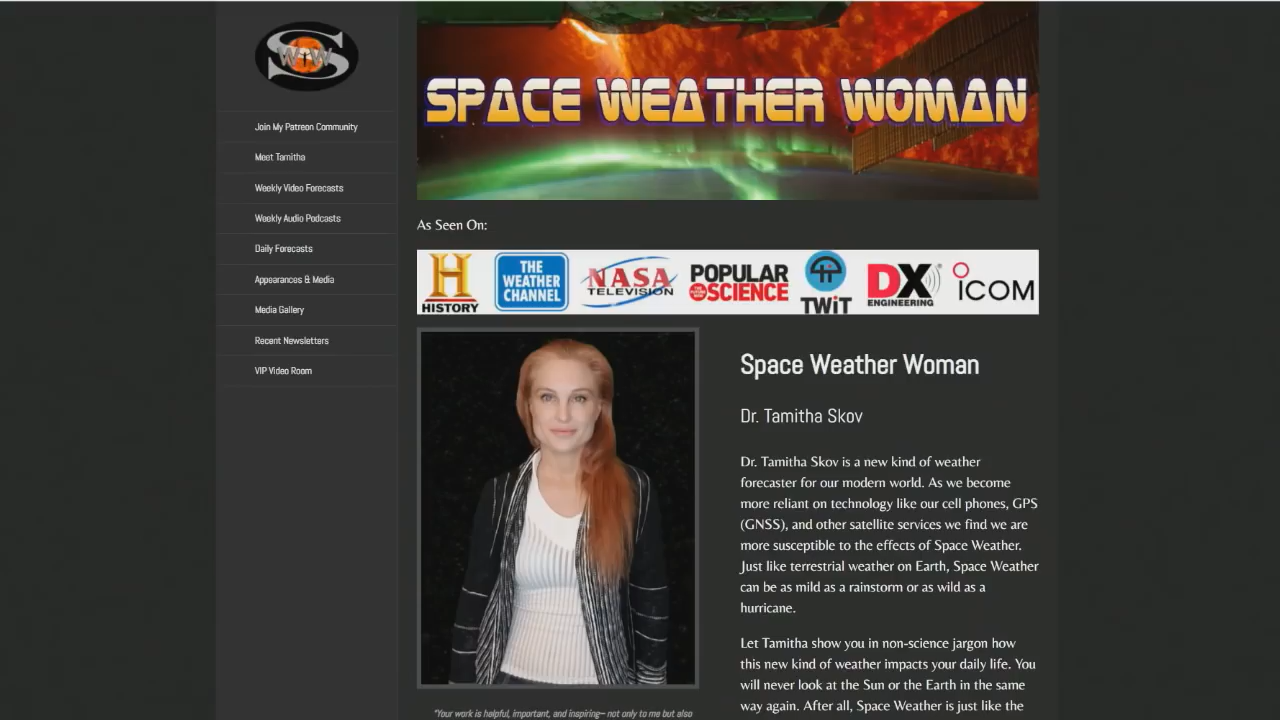 SWW
Join My Patreon Community
Meet Tamitha
Weekly Video Forecasts
Weekly Audio Podcasts
Daily Forecasts
Appearances & Media
Media Gallery
Recent Newsletters
VIP Video Room
SPACE WEATHER WOMAN
As Seen On:
H
HISTORY
THE
WEATHER
CHANNEL
NASA
TELEVISION
POPULAR
SCIENCE
TWiT
DX
ENGINEERING
ICOM
Space Weather Woman
Dr. Tamitha Skov
Dr. Tamitha Skov is a new kind of weather
forecaster for our modern world. As we become
more reliant on technology like our cell phones, GPS
(GNSS), and other satellite services we find we are
more susceptible to the effects of Space Weather.
Just like terrestrial weather on Earth, Space Weather
can be as mild as a rainstorm or as wild as a
hurricane.
Let Tamitha show you in non-science jargon how
this new kind of weather impacts your daily life. You
will never look at the Sun or the Earth in the same
way again. After all, Space Weather is just like the
"Your work is helpful, important, and inspiring— not only to me but also